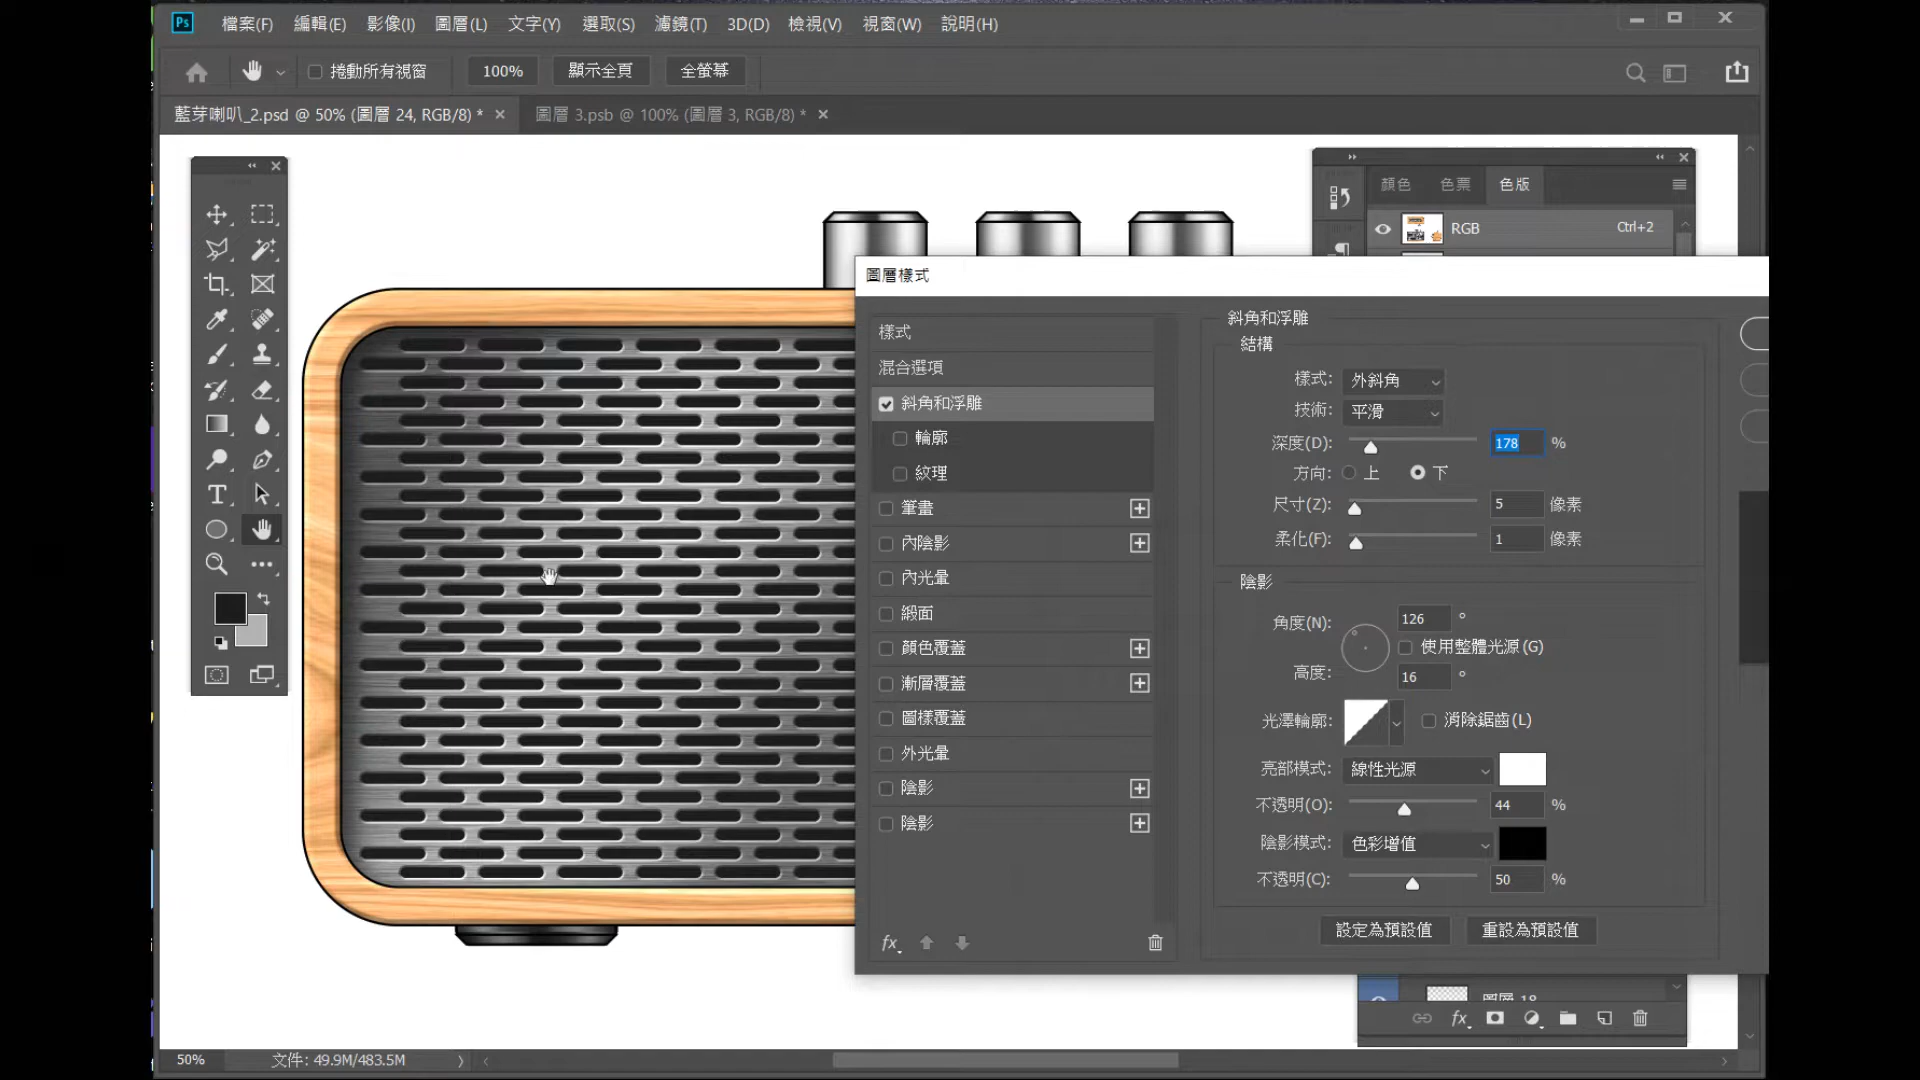 Ps 檔案(F) 編輯(E) 影像(I) 圖層(L) 文字(Y) 選取(S) 濾鏡(T) 3D(D) 檢視(V) 視窗(W) 說明(H)
捲動所有視窗 100% 顯示全頁 全螢幕
藍芽喇叭_2.psd @ 50% (圖層 24, RGB/8) * 圖層 3.psb @ 100% (圖層 3, RGB/8) *
顏色 色票 色版
RGB Ctrl+2
圖層樣式
樣式
混合選項
斜角和浮雕
輪廓
紋理
筆畫
內陰影
內光暈
緞面
顏色覆蓋
漸層覆蓋
圖樣覆蓋
外光暈
陰影
陰影
fx
斜角和浮雕
結構
樣式: 外斜角
技術: 平滑
深度(D): 178 %
方向: 上 下
尺寸(Z): 5 像素
柔化(F): 1 像素
陰影
角度(N): 126 °
使用整體光源(G)
高度: 16 °
光澤輪廓: 消除鋸齒(L)
亮部模式: 線性光源
不透明(O): 44 %
陰影模式: 色彩增值
不透明(C): 50 %
設定為預設值 重設為預設值
圖層 18
fx
50% 文件: 49.9M/483.5M